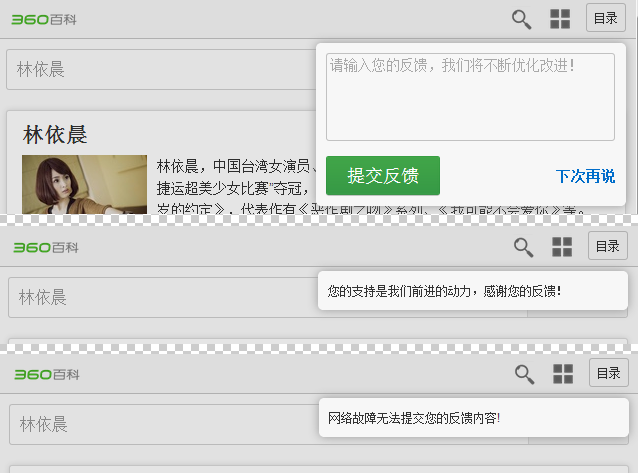 360百科
目录
林依晨
请输入您的反馈，我们将不断优化改进！
提交反馈
下次再说
林依晨
林依晨，中国台湾女演员、
捷运超美少女比赛"夺冠，
岁的约定》，代表作有《恶作剧之吻》系列、《我可能不会爱你》等。
360百科
目录
林依晨
您的支持是我们前进的动力，感谢您的反馈！
360百科
目录
林依晨
网络故障无法提交您的反馈内容！